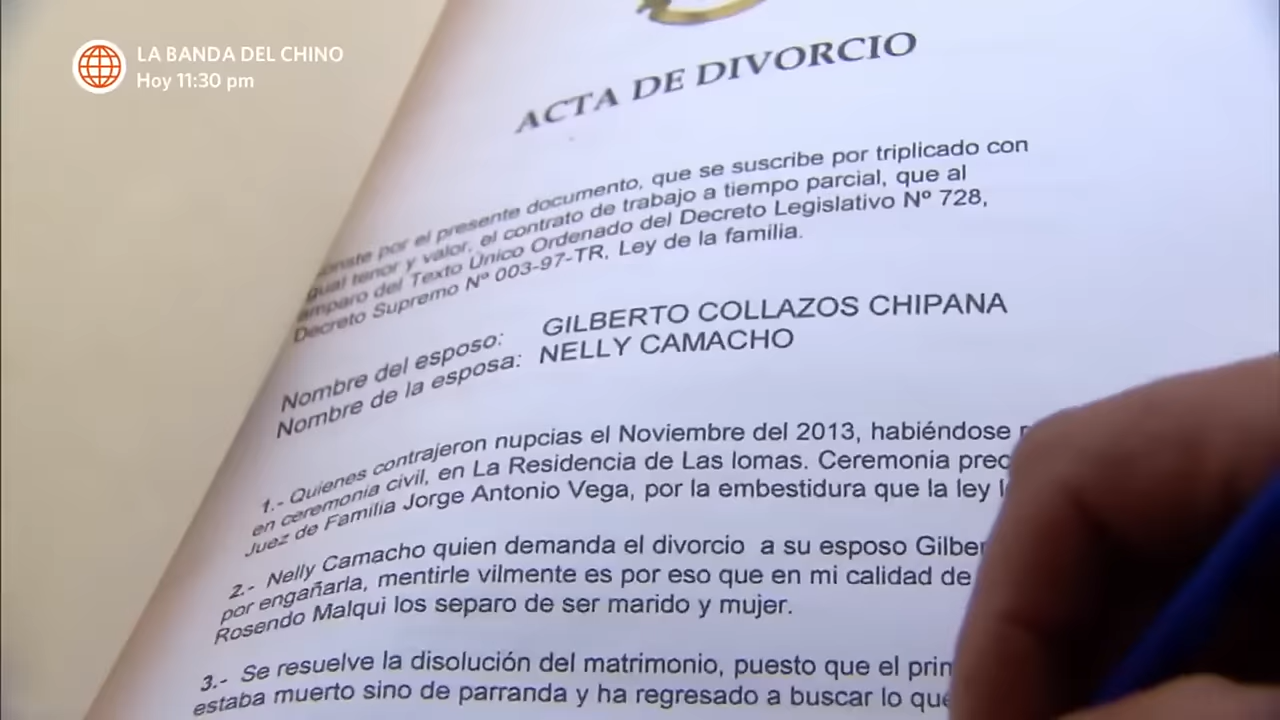 LA BANDA DEL CHINO
Hoy 11:30 pm
ACTA DE DIVORCIO
por el presente documento, que se suscribe por triplicado con
igual tenor y valor, el contrato de trabajo a tiempo parcial, que al
amparo del Texto Único Ordenado del Decreto Legislativo Nº 728,
Decreto Supremo Nº 003-97-TR, Ley de la familia.
Nombre del esposo: GILBERTO COLLAZOS CHIPANA
Nombre de la esposa: NELLY CAMACHO
1.- Quienes contrajeron nupcias el Noviembre del 2013, habiéndose
en ceremonia civil, en La Residencia de Las lomas. Ceremonia
Juez de Familia Jorge Antonio Vega, por la embestidura que la ley
2.- Nelly Camacho quien demanda el divorcio a su esposo
por engañarla, mentirle vilmente es por eso que en mi calidad de
Rosendo Malqui los separo de ser marido y mujer.
3.- Se resuelve la disolución del matrimonio, puesto que el
estaba muerto sino de parranda y ha regresado a buscar lo